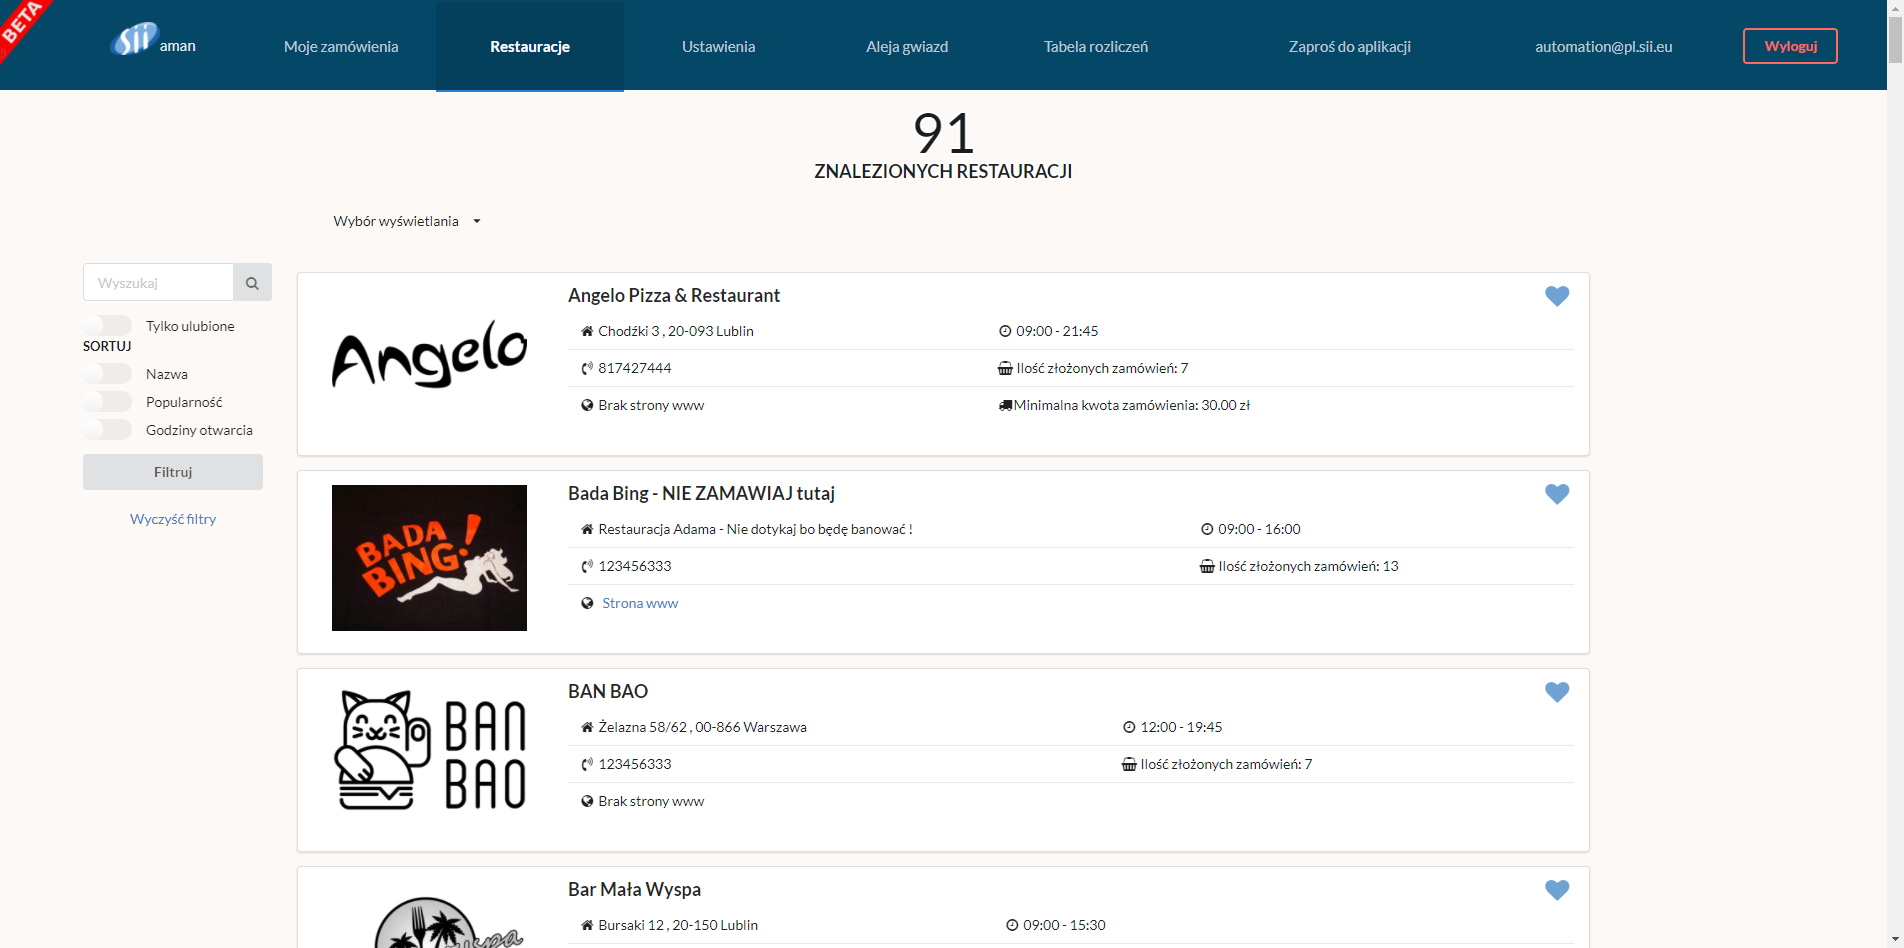 BETA
sii aman
Moje zamówienia
Restauracje
Ustawienia
Aleja gwiazd
Tabela rozliczeń
Zaproś do aplikacji
automation@pl.sii.eu
Wyloguj
91
ZNALEZIONYCH RESTAURACJI
Wybór wyświetlania
Wyszukaj
Tylko ulubione
SORTUJ
Nazwa
Popularność
Godziny otwarcia
Filtruj
Wyczyść filtry
Angelo
Angelo Pizza & Restaurant
Chodźki 3 , 20-093 Lublin
09:00 - 21:45
817427444
Ilość złożonych zamówień: 7
Brak strony www
Minimalna kwota zamówienia: 30.00 zł
BADA
BING!
Bada Bing - NIE ZAMAWIAJ tutaj
Restauracja Adama - Nie dotykaj bo będę banować !
09:00 - 16:00
123456333
Ilość złożonych zamówień: 13
Strona www
BAN
BAO
BAN BAO
Żelazna 58/62 , 00-866 Warszawa
12:00 - 19:45
123456333
Ilość złożonych zamówień: 7
Brak strony www
Bar Mała Wyspa
Bursaki 12 , 20-150 Lublin
09:00 - 15:30